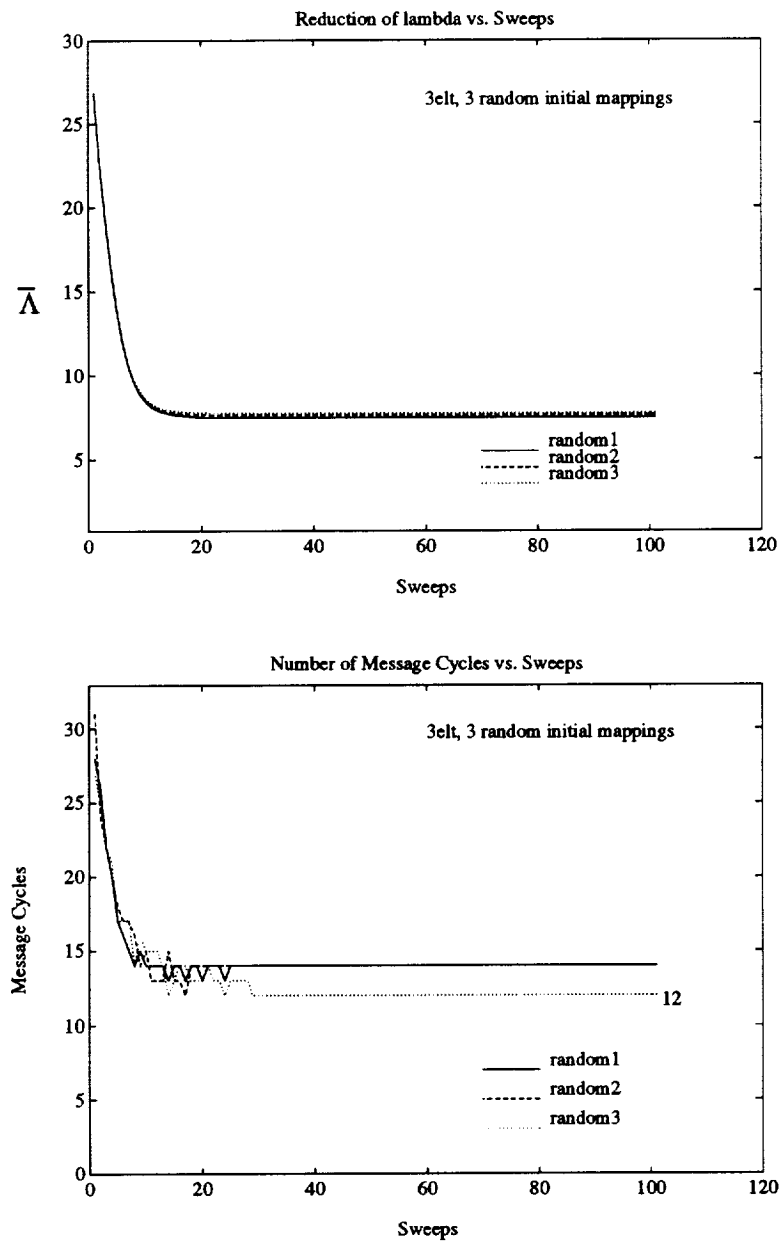 Reduction of lambda vs. Sweeps
30
3elt, 3 random initial mappings
25
20
15
Λ̄
10
random1
random2
random3
5
0 20 40 60 80 100 120
Sweeps
Number of Message Cycles vs. Sweeps
3elt, 3 random initial mappings
30
25
20
Message Cycles
15
12
10
random1
random2
random3
5
0
0 20 40 60 80 100 120
Sweeps